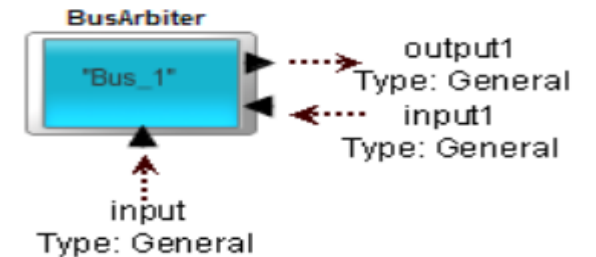 BusArbiter
"Bus_1"
output1
Type: General
input1
Type: General
input
Type: General